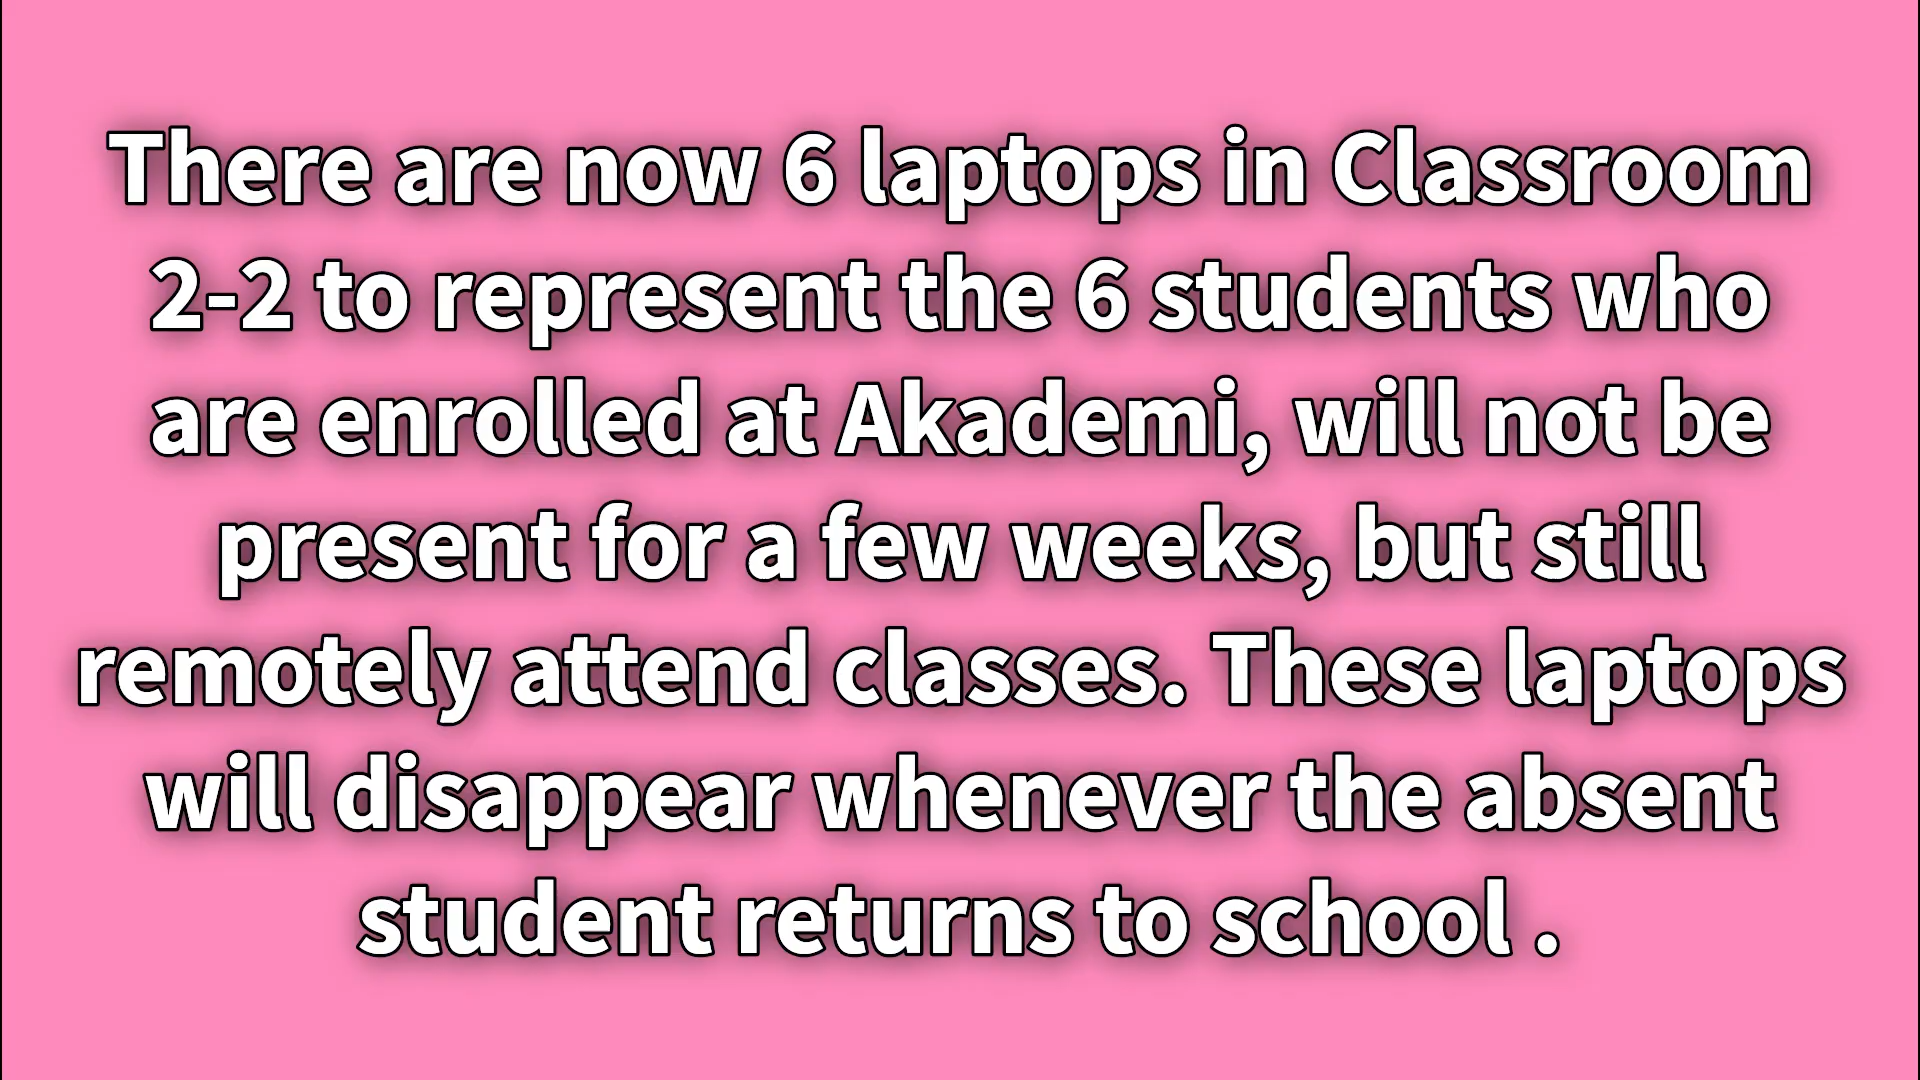 There are now 6 laptops in Classroom
2-2 to represent the 6 students who
are enrolled at Akademi, will not be
present for a few weeks, but still
remotely attend classes. These laptops
will disappear whenever the absent
student returns to school .